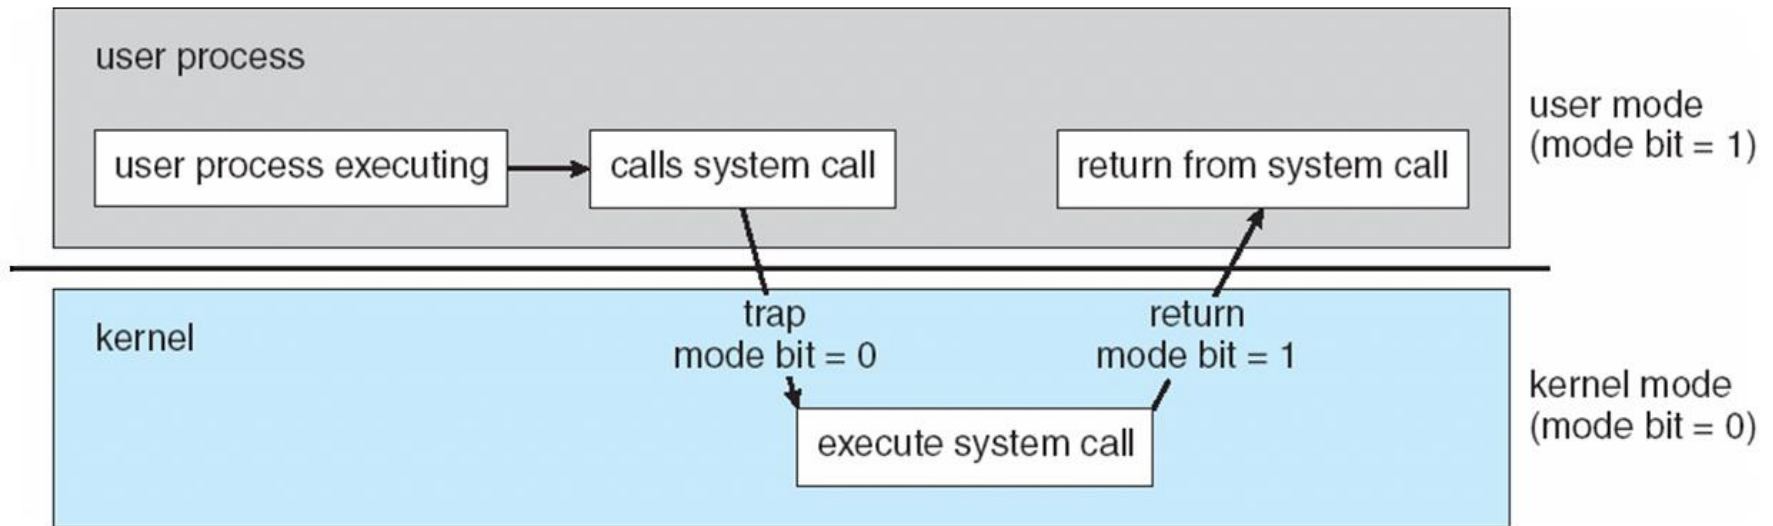 user process
user process executing
calls system call
return from system call
user mode
(mode bit = 1)
kernel
trap
mode bit = 0
return
mode bit = 1
execute system call
kernel mode
(mode bit = 0)